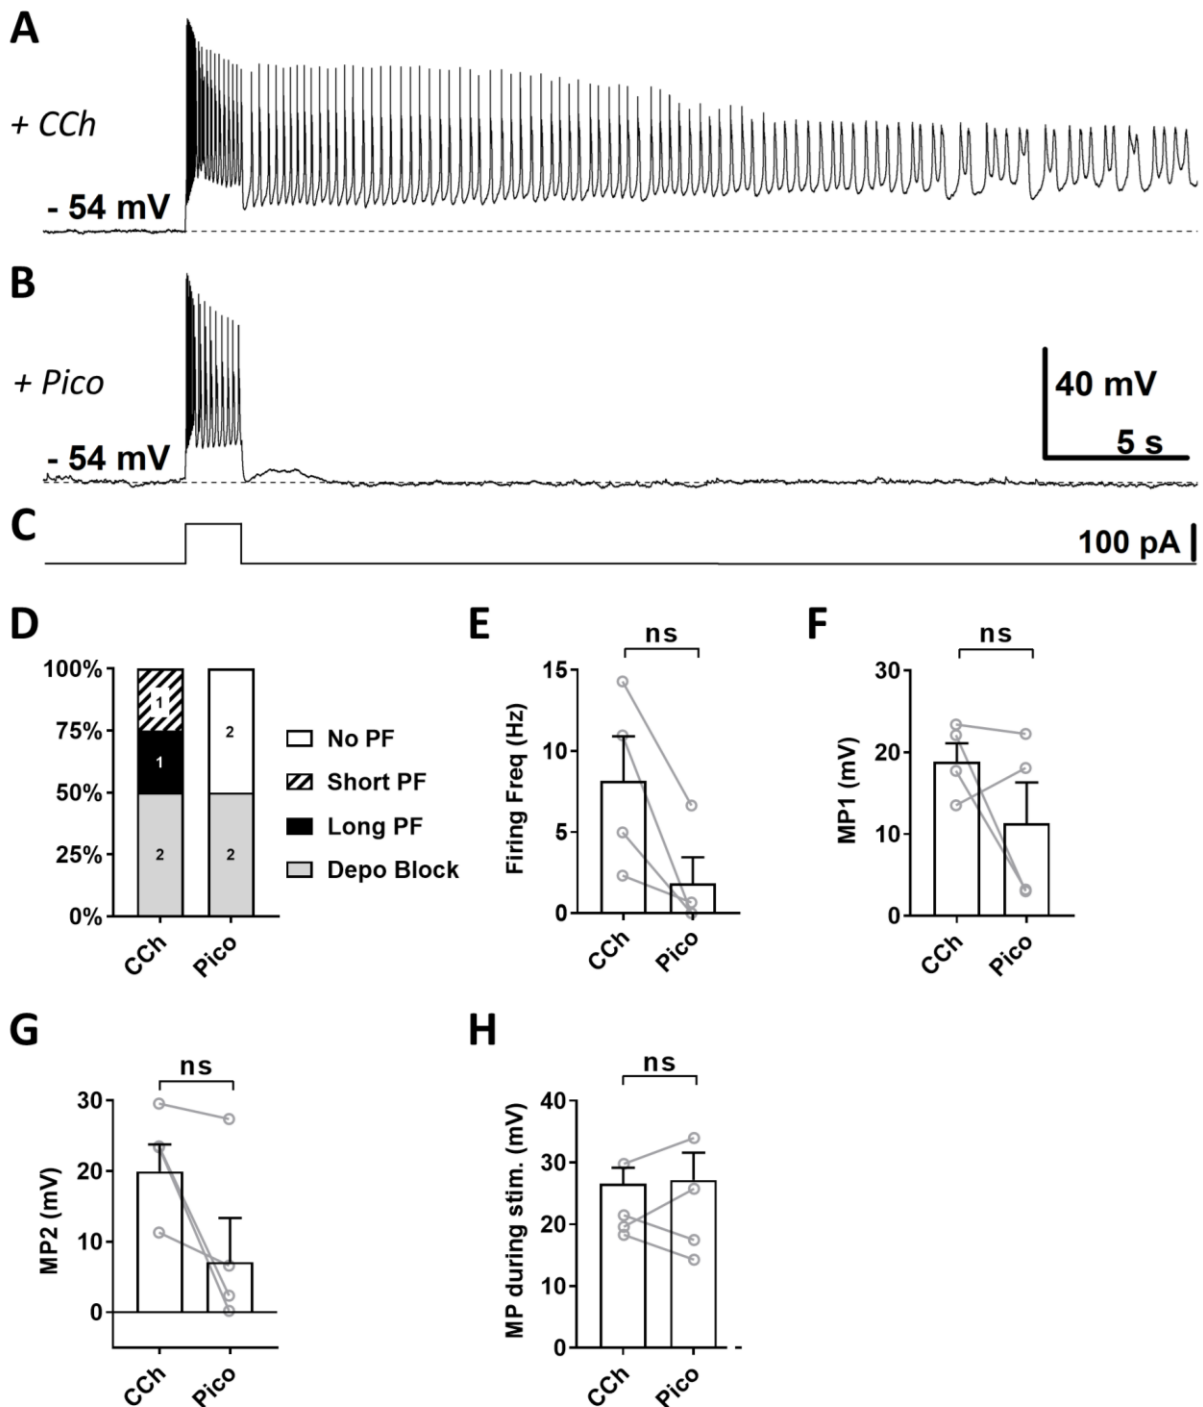 A
+ CCh
- 54 mV
B
+ Pico
- 54 mV
40 mV
5 s
C
100 pA
D
100%
75%
50%
25%
0%
1
1
2
2
2
CCh
Pico
No PF
Short PF
Long PF
Depo Block
E
ns
Firing Freq (Hz)
15
10
5
0
CCh
Pico
F
ns
MP1 (mV)
30
20
10
0
CCh
Pico
G
ns
MP2 (mV)
30
20
10
0
CCh
Pico
H
ns
MP during stim. (mV)
40
30
20
10
0
CCh
Pico